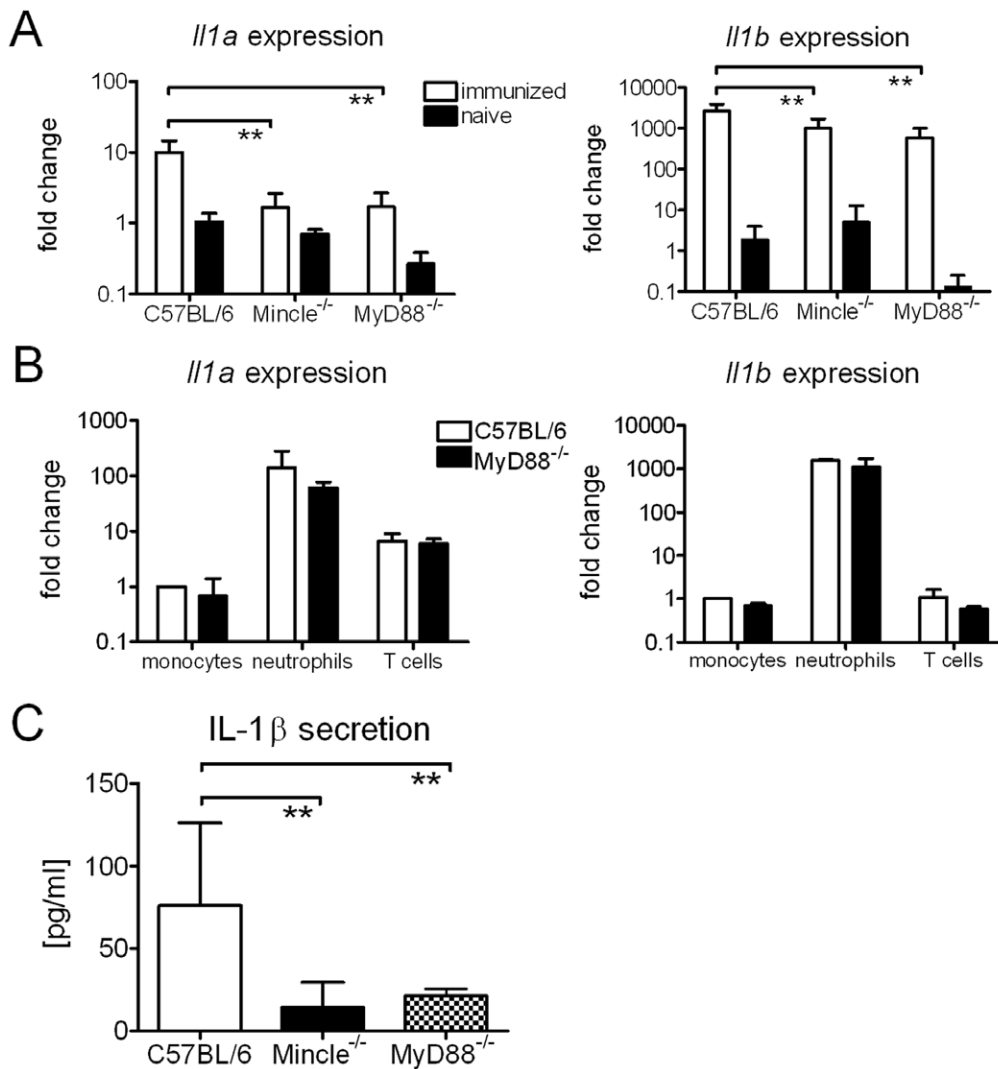 A
Il1a expression
fold change
100
10
1
0.1
**
**
immunized
naive
C57BL/6
Mincle-/-
MyD88-/-
Il1b expression
fold change
10000
1000
100
10
1
0.1
**
**
C57BL/6
Mincle-/-
MyD88-/-
B
Il1a expression
fold change
1000
100
10
1
0.1
C57BL/6
MyD88-/-
monocytes
neutrophils
T cells
Il1b expression
fold change
10000
1000
100
10
1
0.1
monocytes
neutrophils
T cells
C
IL-1β secretion
[pg/ml]
150
100
50
0
**
**
C57BL/6
Mincle-/-
MyD88-/-